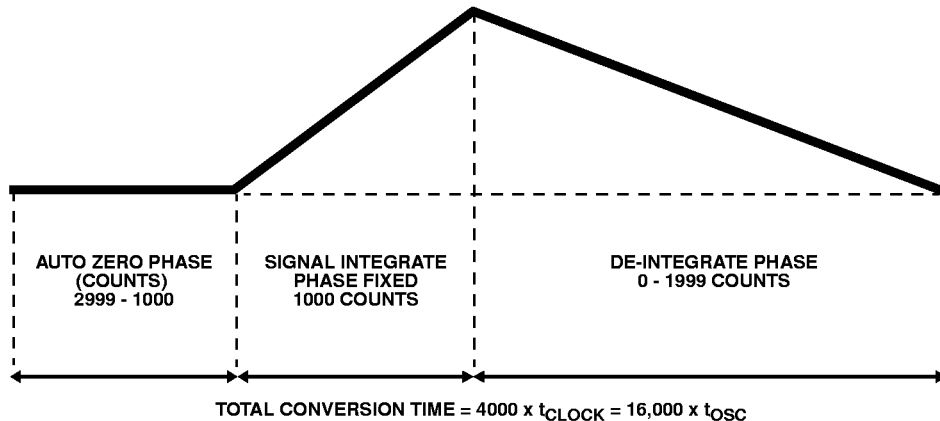 AUTO ZERO PHASE
(COUNTS)
2999 - 1000
SIGNAL INTEGRATE
PHASE FIXED
1000 COUNTS
DE-INTEGRATE PHASE
0 - 1999 COUNTS
TOTAL CONVERSION TIME = 4000 x tCLOCK = 16,000 x tOSC